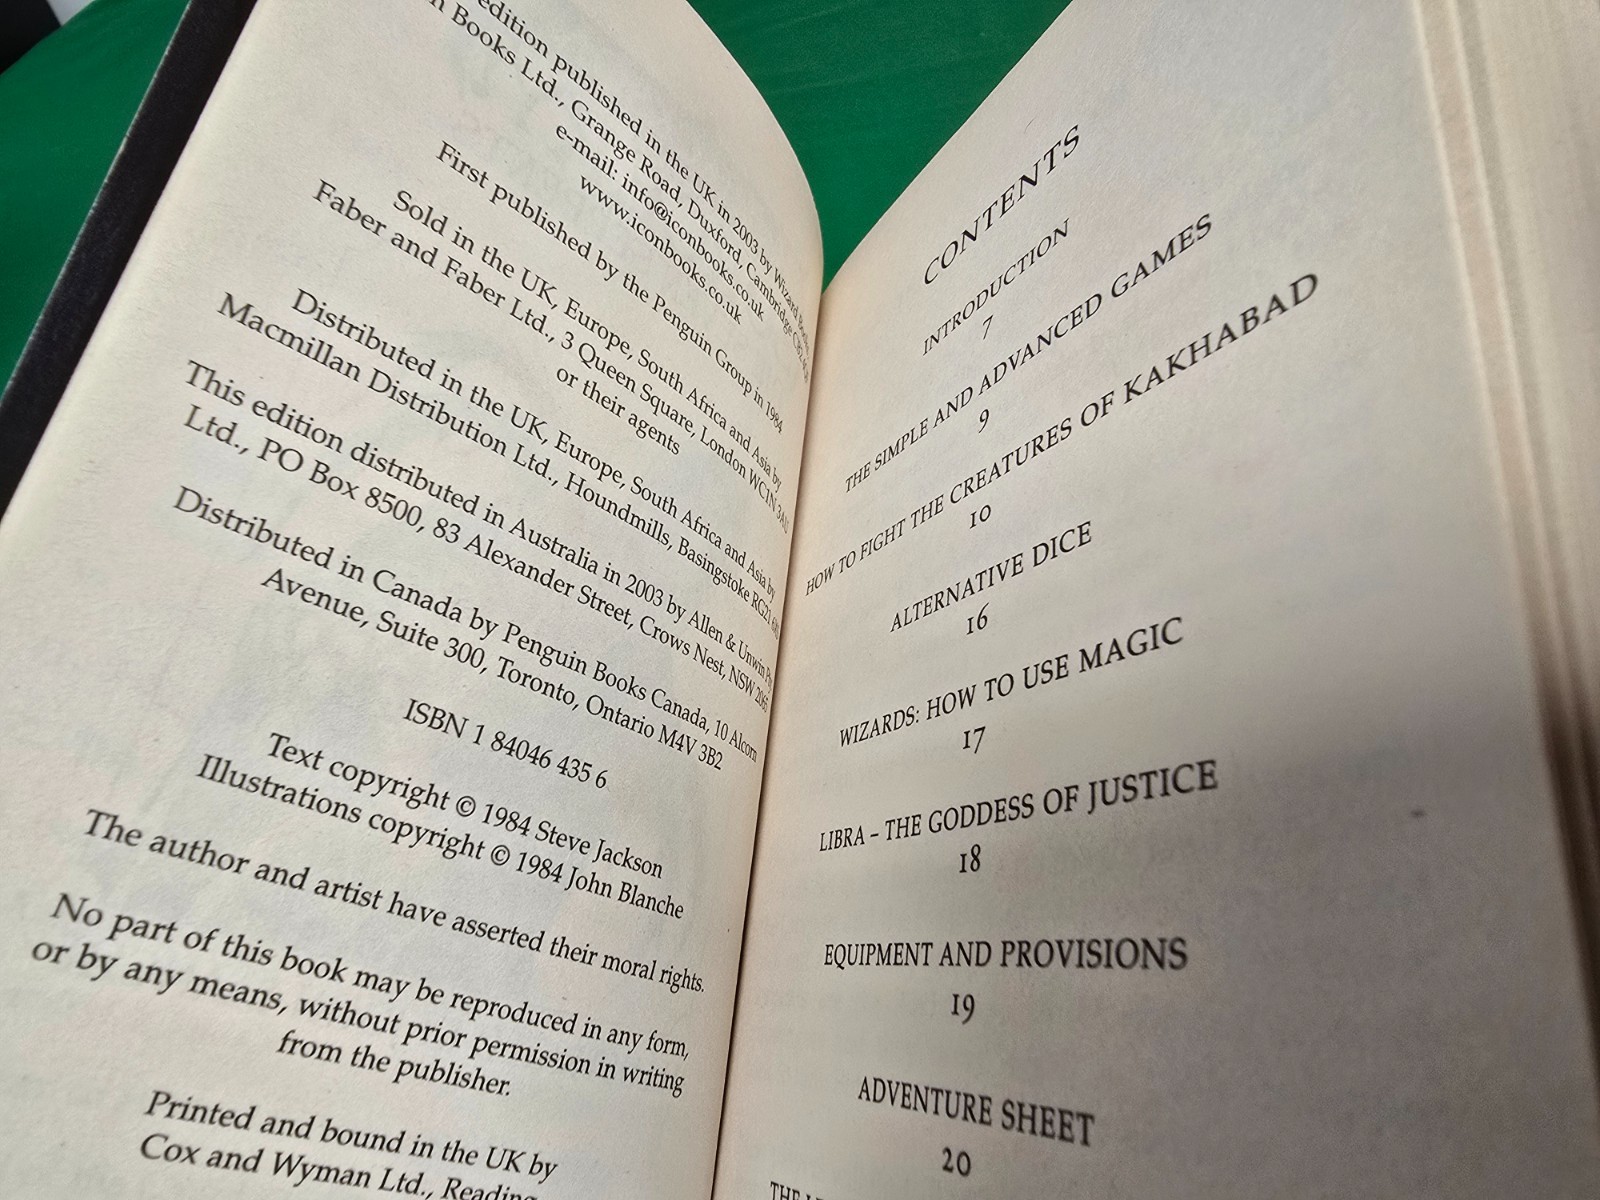 edition published in the UK in 2003 by Wizard Books,
Books Ltd., Grange Road, Duxford, Cambridge
e-mail: info@iconbooks.co.uk
www.iconbooks.co.uk
First published by the Penguin Group in 1984
Sold in the UK, Europe, South Africa and Asia by
Faber and Faber Ltd., 3 Queen Square, London WC1N 3AU
or their agents
Distributed in the UK, Europe, South Africa and Asia by
Macmillan Distribution Ltd., Houndmills, Basingstoke RG21
This edition distributed in Australia in 2003 by Allen & Unwin Pty
Ltd., PO Box 8500, 83 Alexander Street, Crows Nest, NSW 2065
Distributed in Canada by Penguin Books Canada, 10 Alcorn
Avenue, Suite 300, Toronto, Ontario M4V 3B2
ISBN 1 84046 435 6
Text copyright © 1984 Steve Jackson
Illustrations copyright © 1984 John Blanche
The author and artist have asserted their moral rights.
No part of this book may be reproduced in any form,
or by any means, without prior permission in writing
from the publisher.
Printed and bound in the UK by
Cox and Wyman Ltd., Reading
CONTENTS
INTRODUCTION
7
THE SIMPLE AND ADVANCED GAMES
9
HOW TO FIGHT THE CREATURES OF KAKHABAD
10
ALTERNATIVE DICE
16
WIZARDS: HOW TO USE MAGIC
17
LIBRA – THE GODDESS OF JUSTICE
18
EQUIPMENT AND PROVISIONS
19
ADVENTURE SHEET
20
THE